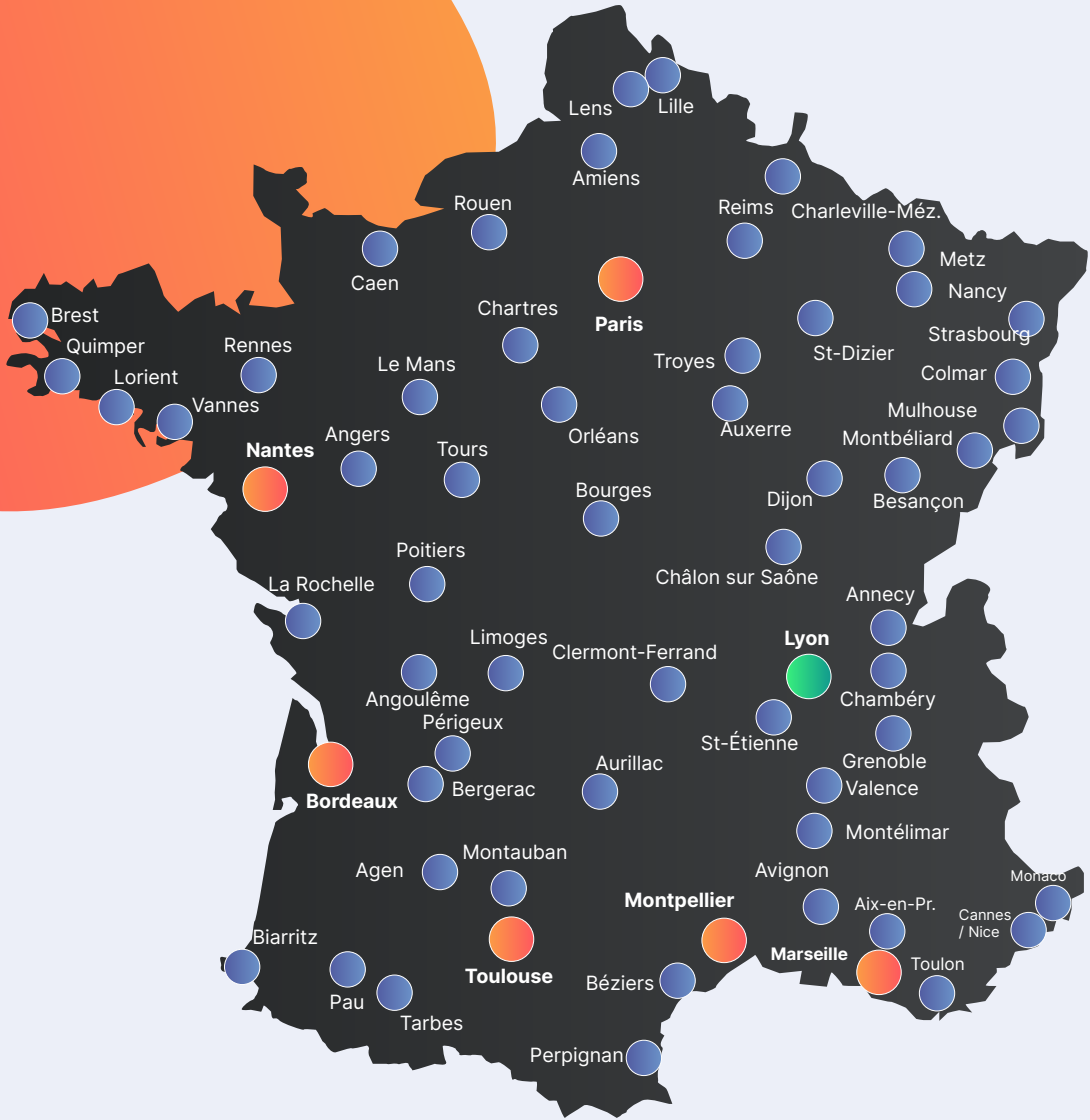 Lens
Lille
Amiens
Rouen
Reims
Charleville-Méz.
Caen
Metz
Nancy
Chartres
Brest
Paris
Strasbourg
Quimper
Rennes
St-Dizier
Troyes
Le Mans
Lorient
Colmar
Vannes
Mulhouse
Auxerre
Angers
Orléans
Montbéliard
Nantes
Tours
Bourges
Dijon
Besançon
Poitiers
Châlon sur Saône
La Rochelle
Annecy
Limoges
Lyon
Clermont-Ferrand
Angoulême
Chambéry
Périgeux
St-Étienne
Aurillac
Grenoble
Bergerac
Valence
Bordeaux
Montélimar
Montauban
Agen
Avignon
Monaco
Montpellier
Aix-en-Pr.
Cannes
/ Nice
Biarritz
Marseille
Toulon
Toulouse
Béziers
Pau
Tarbes
Perpignan